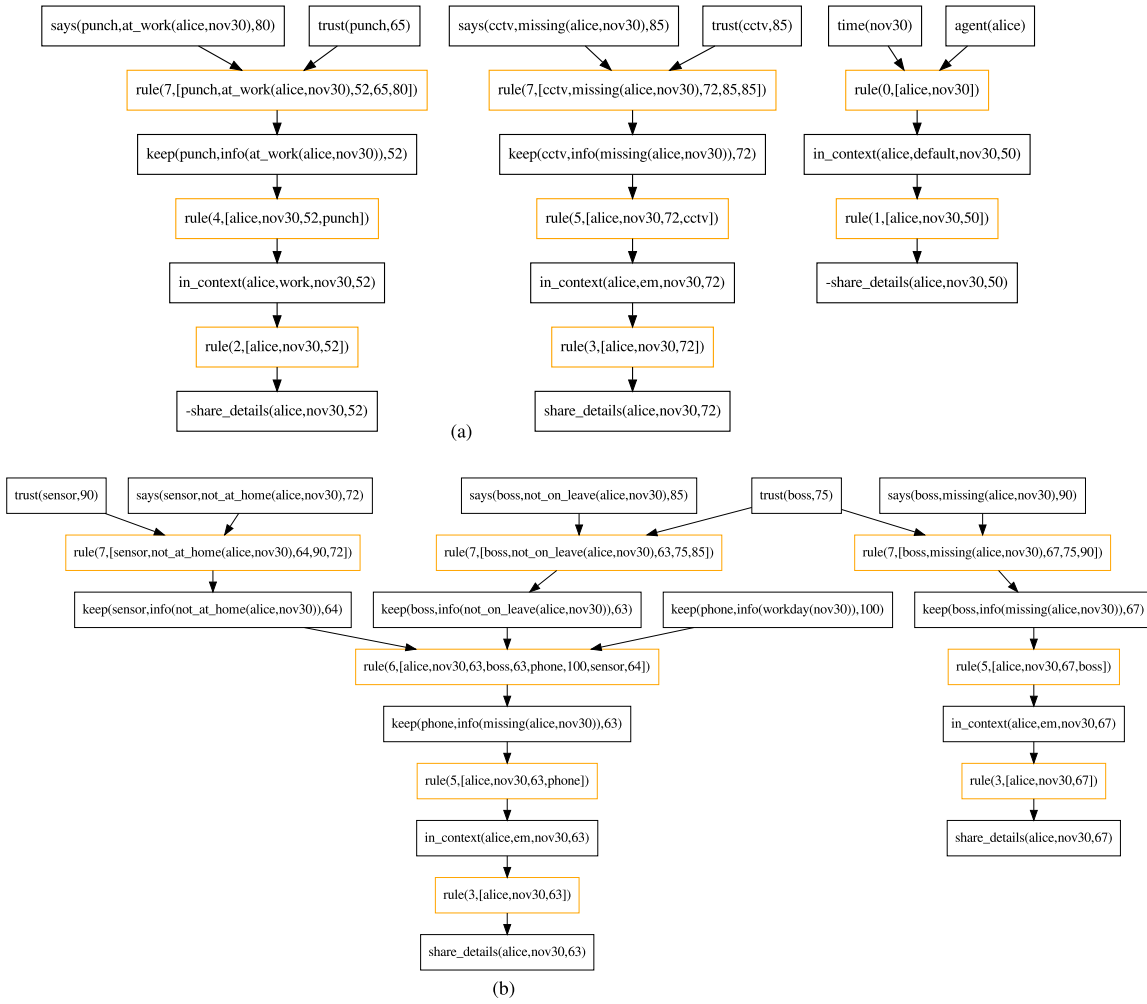 says(punch,at_work(alice,nov30),80)
trust(punch,65)
says(cctv,missing(alice,nov30),85)
trust(cctv,85)
time(nov30)
agent(alice)
rule(7,[punch,at_work(alice,nov30),52,65,80])
rule(7,[cctv,missing(alice,nov30),72,85,85])
rule(0,[alice,nov30])
keep(punch,info(at_work(alice,nov30)),52)
keep(cctv,info(missing(alice,nov30)),72)
in_context(alice,default,nov30,50)
rule(4,[alice,nov30,52,punch])
rule(5,[alice,nov30,72,cctv])
rule(1,[alice,nov30,50])
in_context(alice,work,nov30,52)
in_context(alice,em,nov30,72)
-share_details(alice,nov30,50)
rule(2,[alice,nov30,52])
rule(3,[alice,nov30,72])
-share_details(alice,nov30,52)
share_details(alice,nov30,72)
(a)
trust(sensor,90)
says(sensor,not_at_home(alice,nov30),72)
says(boss,not_on_leave(alice,nov30),85)
trust(boss,75)
says(boss,missing(alice,nov30),90)
rule(7,[sensor,not_at_home(alice,nov30),64,90,72])
rule(7,[boss,not_on_leave(alice,nov30),63,75,85])
rule(7,[boss,missing(alice,nov30),67,75,90])
keep(sensor,info(not_at_home(alice,nov30)),64)
keep(boss,info(not_on_leave(alice,nov30)),63)
keep(phone,info(workday(nov30)),100)
keep(boss,info(missing(alice,nov30)),67)
rule(6,[alice,nov30,63,boss,63,phone,100,sensor,64])
rule(5,[alice,nov30,67,boss])
keep(phone,info(missing(alice,nov30)),63)
in_context(alice,em,nov30,67)
rule(5,[alice,nov30,63,phone])
rule(3,[alice,nov30,67])
in_context(alice,em,nov30,63)
share_details(alice,nov30,67)
rule(3,[alice,nov30,63])
share_details(alice,nov30,63)
(b)